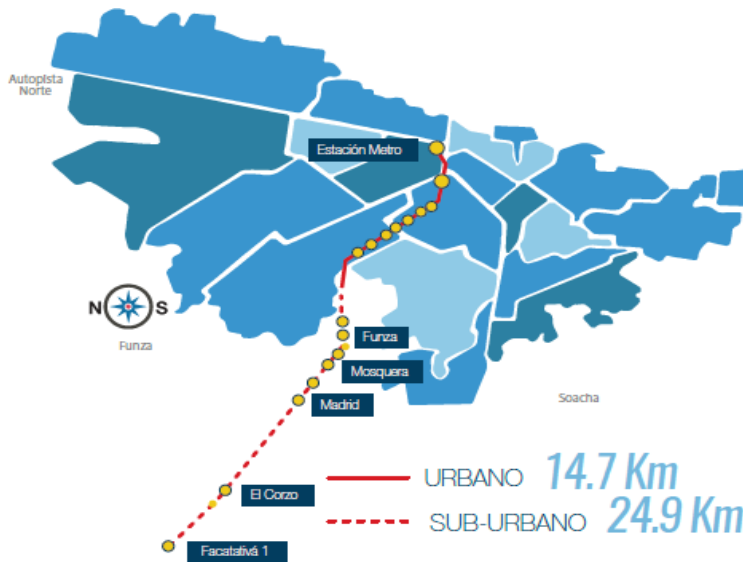 Autopista
Norte
Estación Metro
N S
Funza
Funza
Mosquera
Madrid
Soacha
El Corzo
Facatativá 1
URBANO 14.7 Km
SUB-URBANO 24.9 Km